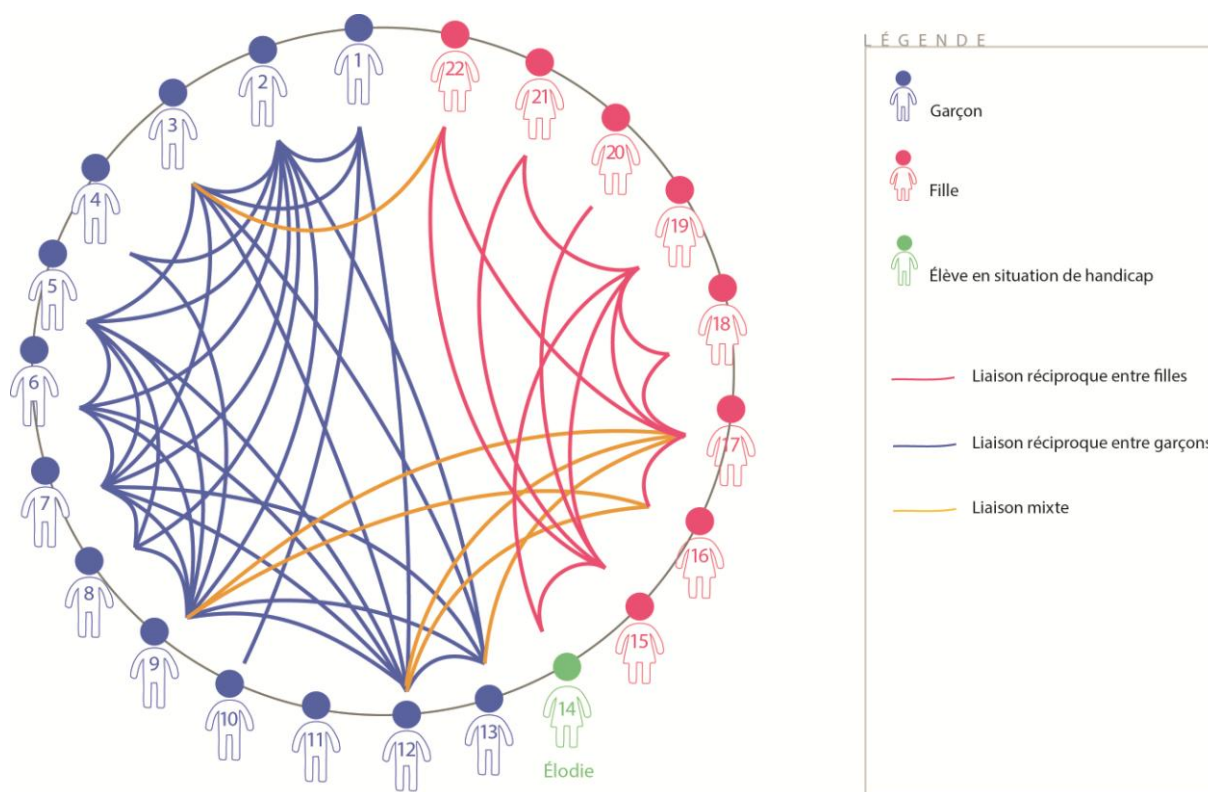 1
2
3
4
5
6
7
8
9
10
11
12
13
14
Élodie
15
16
17
18
19
20
21
22
LÉGENDE
Garçon
Fille
Élève en situation de handicap
Liaison réciproque entre filles
Liaison réciproque entre garçons
Liaison mixte